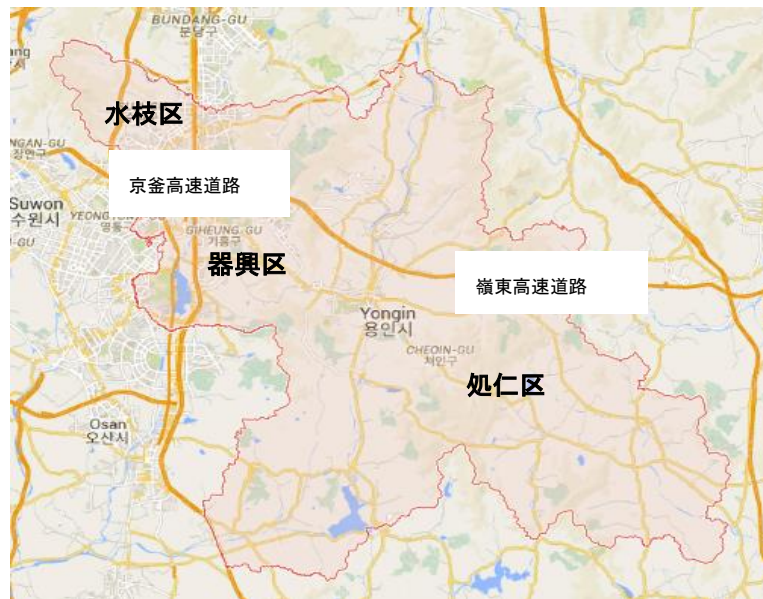 BUNDANG-GU
분당구
水枝区
京釜高速道路
Suwon
수원시
GIHEUNG-GU
기흥구
器興区
嶺東高速道路
Yongin
용인시
CHEOIN-GU
처인구
処仁区
Osan
오산시